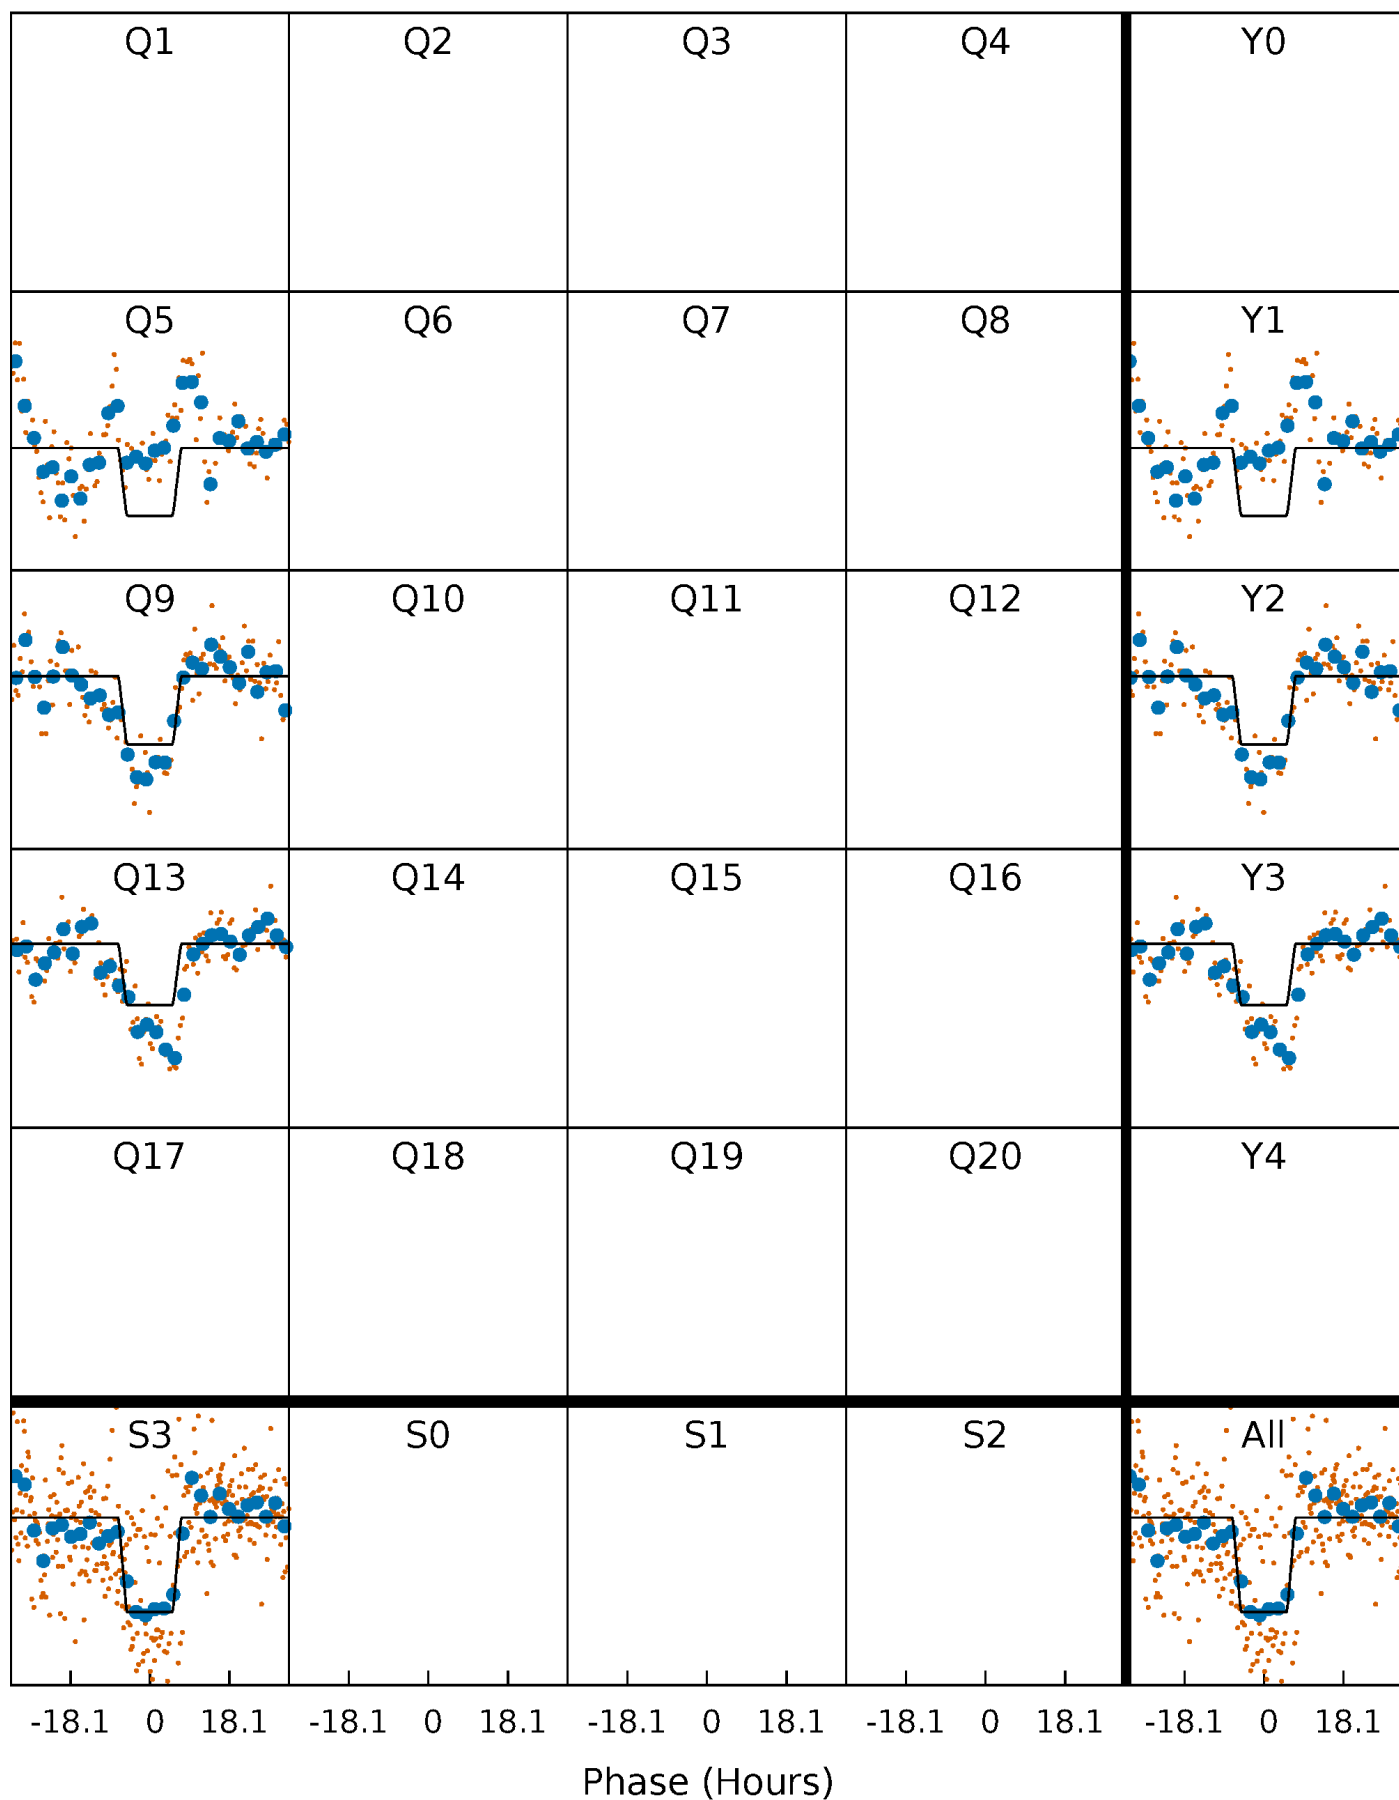 Q1 Q2 Q3 Q4 Y0
Q5 Q6 Q7 Q8 Y1
Q9 Q10 Q11 Q12 Y2
Q13 Q14 Q15 Q16 Y3
Q17 Q18 Q19 Q20 Y4
S3 S0 S1 S2 All
-18.1 0 18.1 -18.1 0 18.1 -18.1 0 18.1 -18.1 0 18.1 -18.1 0 18.1
Phase (Hours)